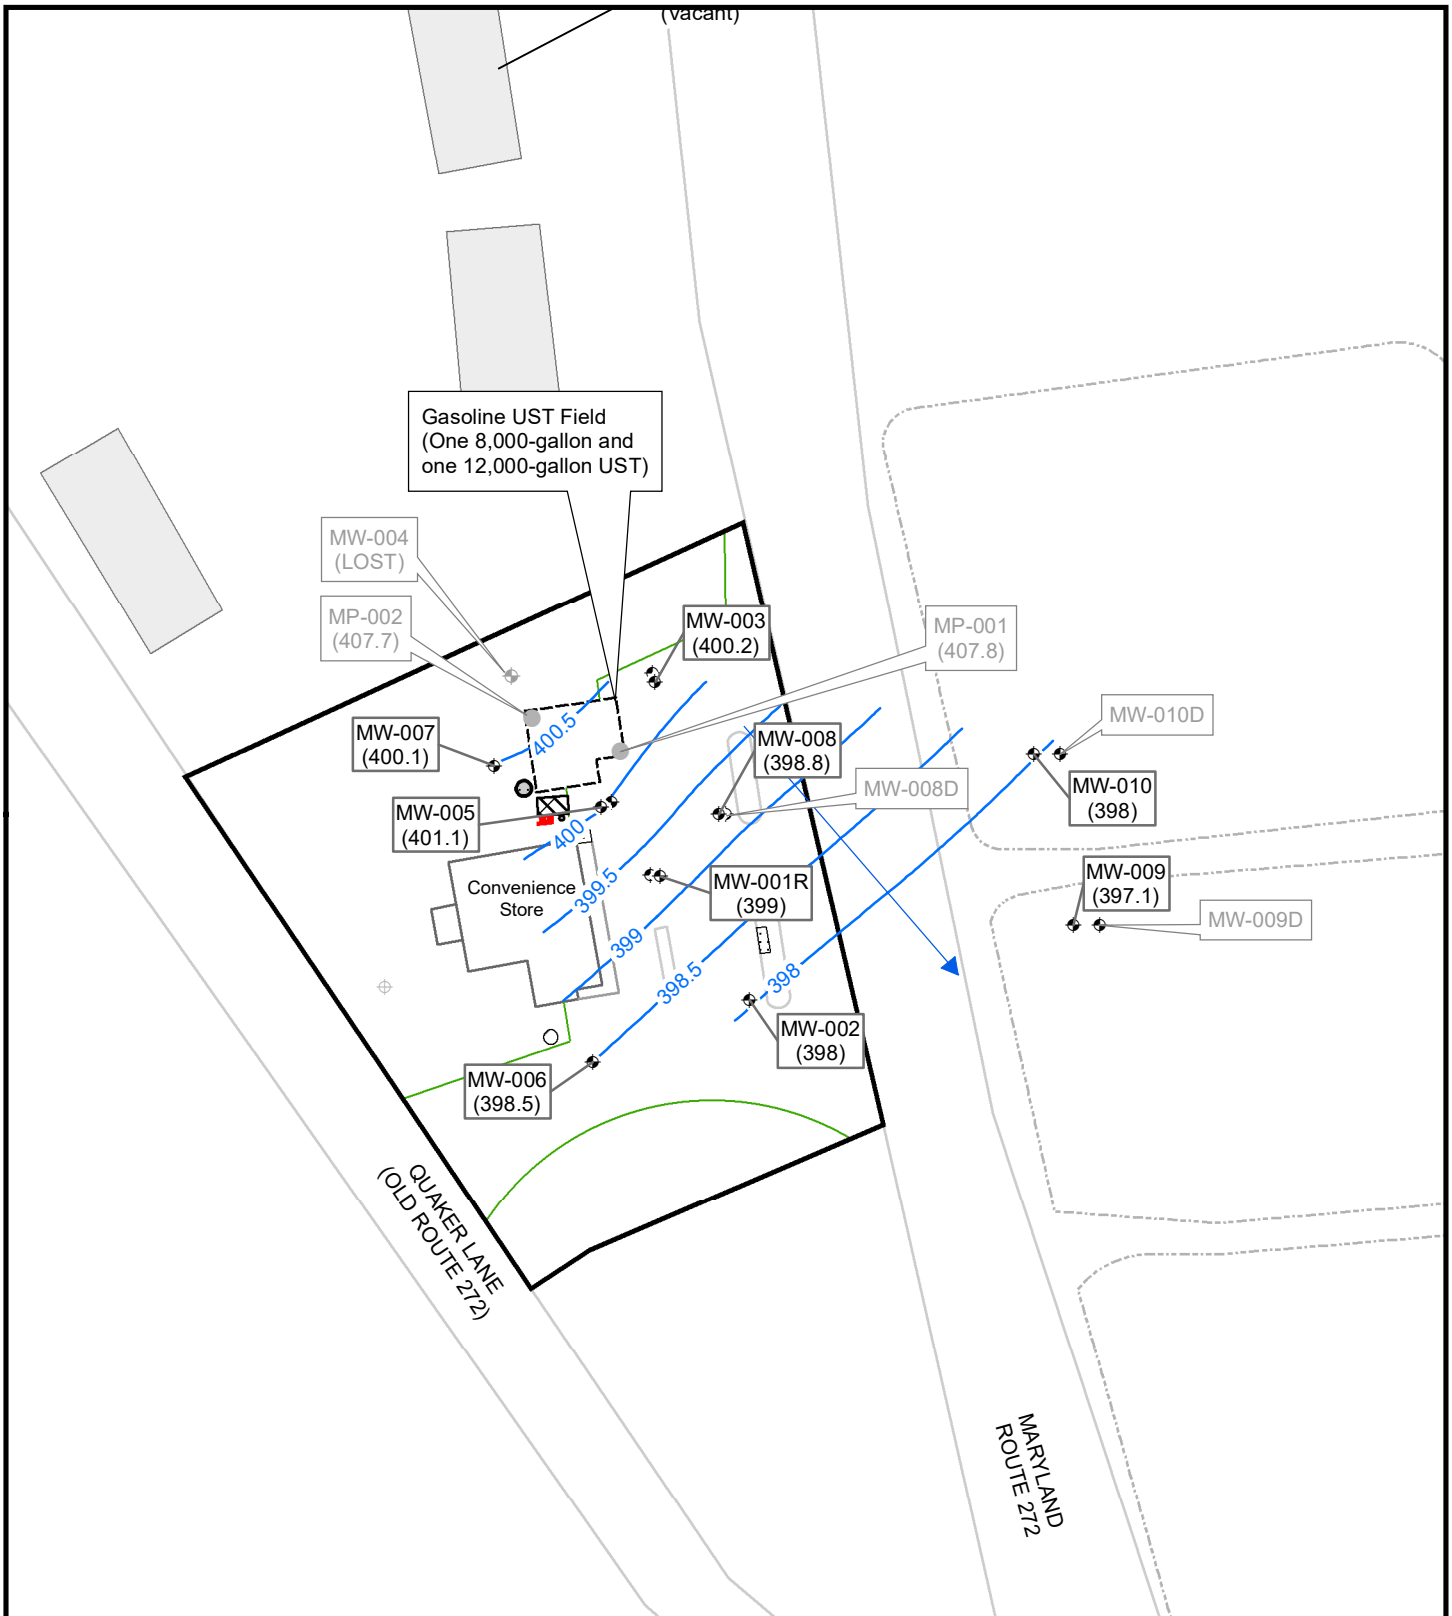 (Vacant)
Gasoline UST Field
(One 8,000-gallon and
one 12,000-gallon UST)
MW-004
(LOST)
MP-002
(407.7)
MW-003
(400.2)
MP-001
(407.8)
MW-007
(400.1)
400.5
MW-008
(398.8)
MW-010D
MW-008D
MW-010
(398)
MW-005
(401.1)
400
Convenience
Store
399.5
MW-001R
(399)
MW-009
(397.1)
MW-009D
399
398.5
398
MW-002
(398)
MW-006
(398.5)
QUAKER LANE
(OLD ROUTE 272)
MARYLAND
ROUTE 272